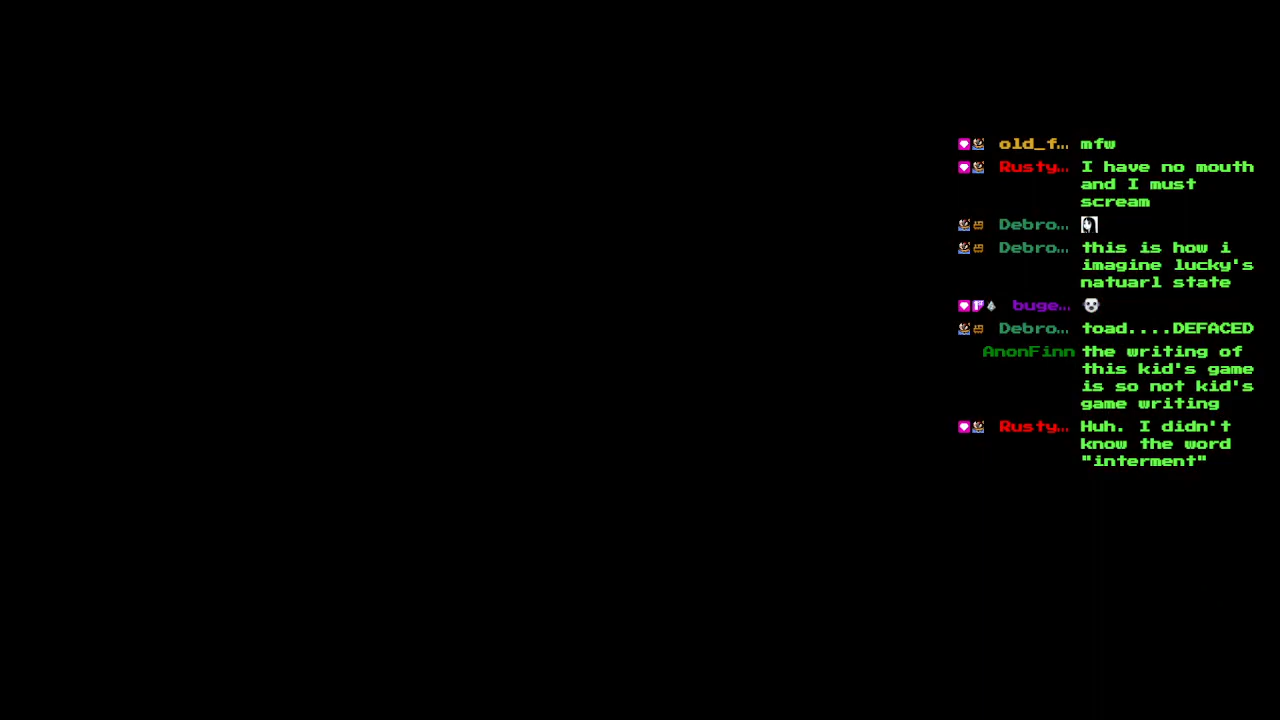 old_f… mfw
Rusty… I have no mouth
and I must
scream
Debro…
Debro… this is how i
imagine lucky's
natuarl state
buge…
Debro… toad....DEFACED
AnonFinn the writing of
this kid's game
is so not kid's
game writing
Rusty… Huh. I didn't
know the word
"interment"